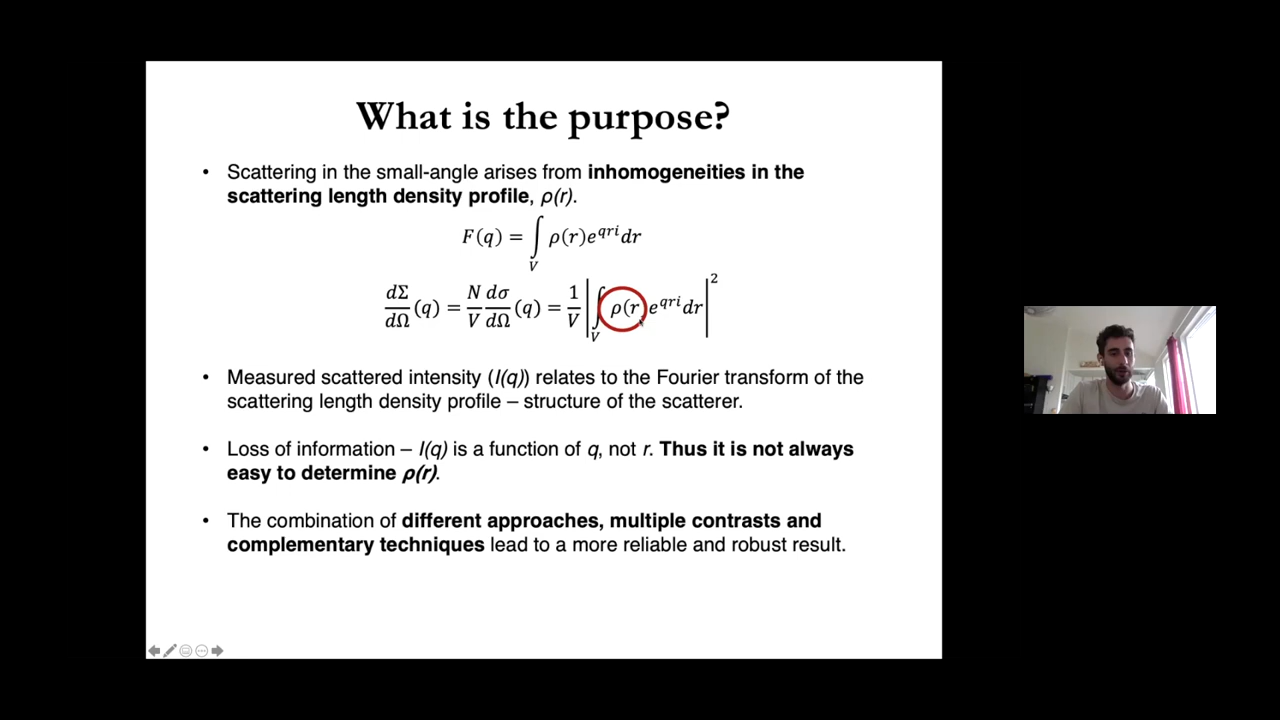 What is the purpose?
• Scattering in the small-angle arises from inhomogeneities in the
scattering length density profile, ρ(r).
F(q) = ∫_V ρ(r)e^{qri}dr
dΣ/dΩ (q) = N/V dσ/dΩ (q) = 1/V |∫_V ρ(r)e^{qri}dr|^2
• Measured scattered intensity (I(q)) relates to the Fourier transform of the
scattering length density profile – structure of the scatterer.
• Loss of information – I(q) is a function of q, not r. Thus it is not always
easy to determine ρ(r).
• The combination of different approaches, multiple contrasts and
complementary techniques lead to a more reliable and robust result.